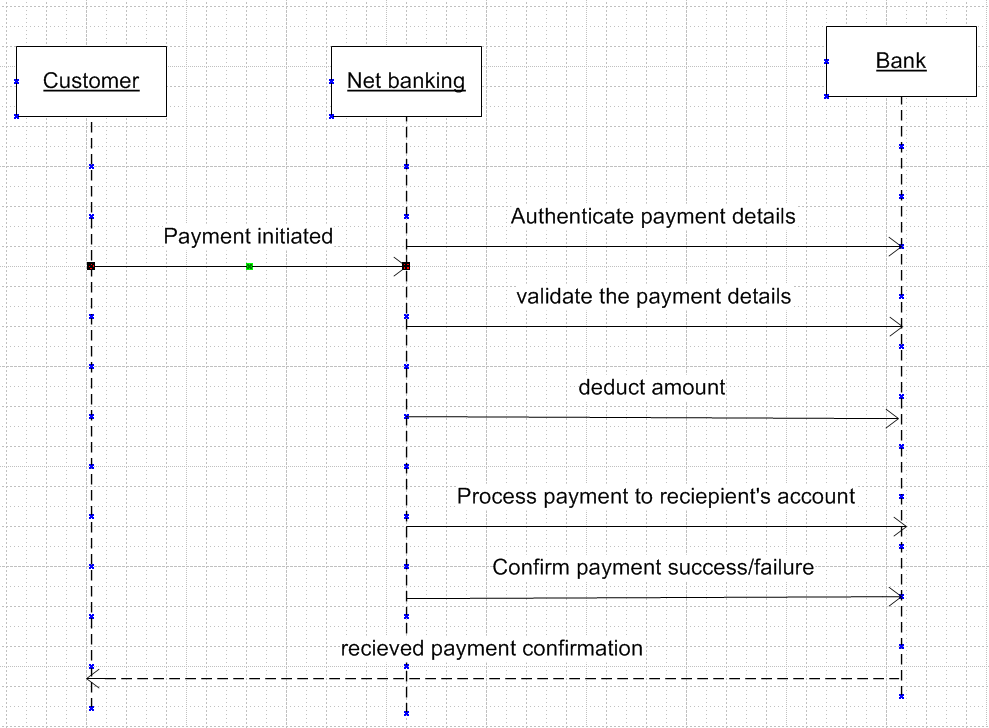 Customer
Net banking
Bank
Authenticate payment details
Payment initiated
validate the payment details
deduct amount
Process payment to reciepient's account
Confirm payment success/failure
recieved payment confirmation